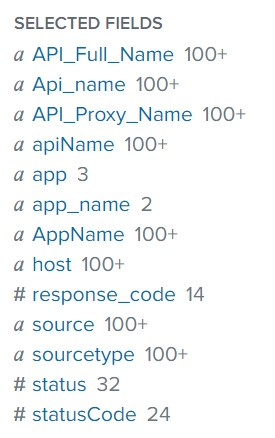 SELECTED FIELDS
a API_Full_Name 100+
a Api_name 100+
a API_Proxy_Name 100+
a apiName 100+
a app 3
a app_name 2
a AppName 100+
a host 100+
# response_code 14
a source 100+
a sourcetype 100+
# status 32
# statusCode 24